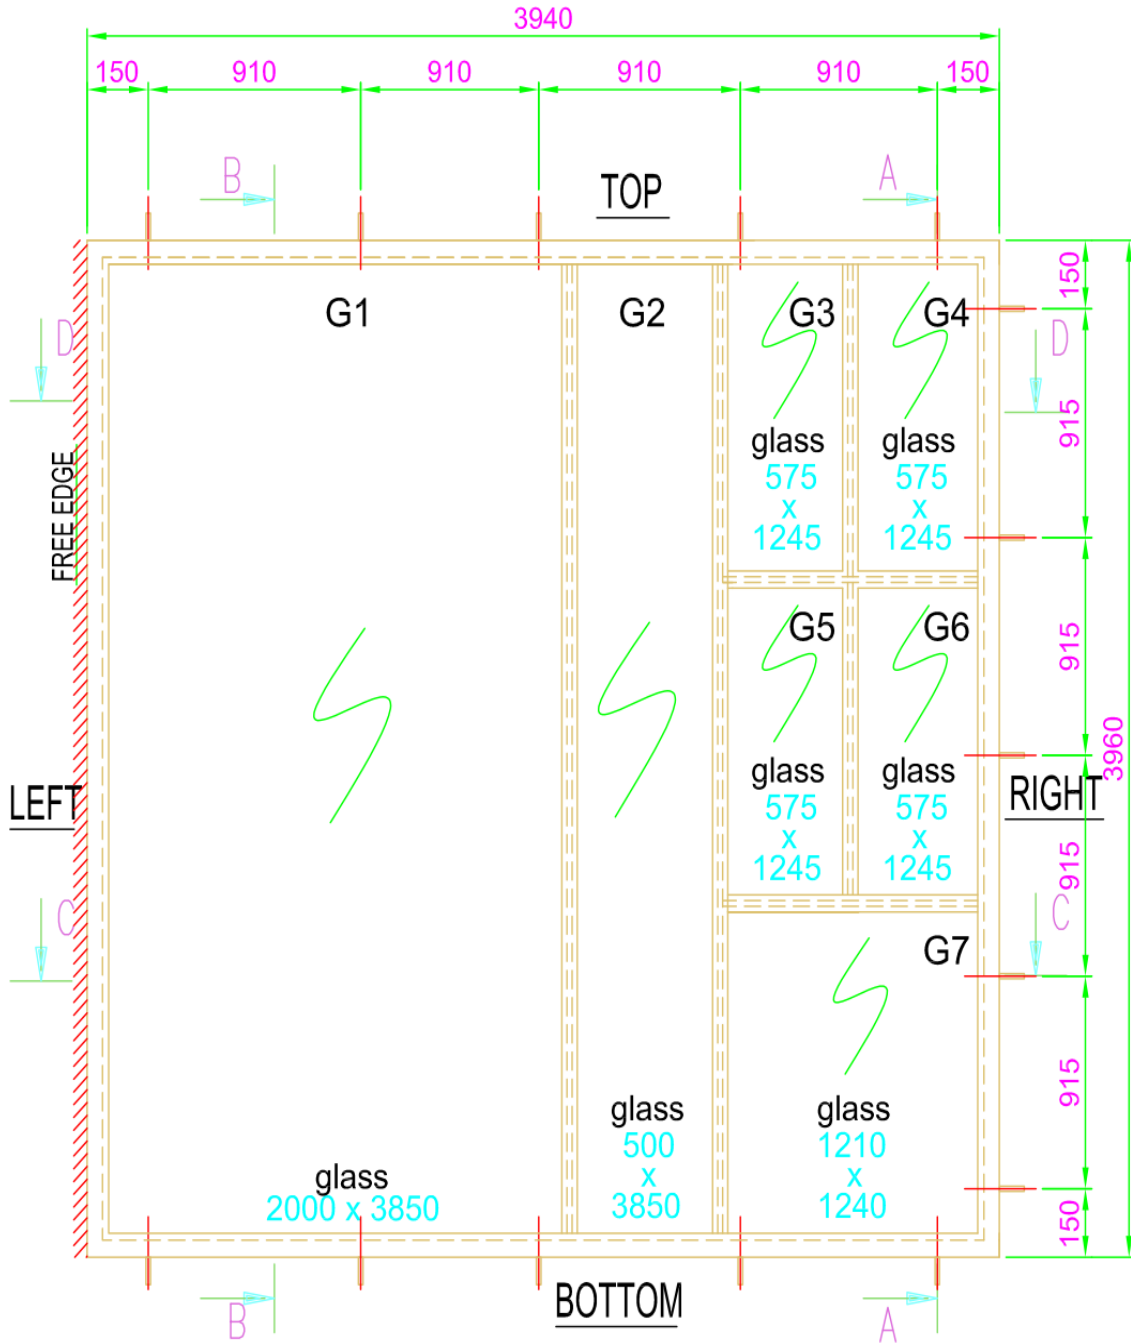 3940
150 910 910 910 910 150
B A
TOP
150
G1 G2 G3 G4
D D
915
glass glass
575 575
x x
1245 1245
FREE EDGE
G5 G6
915
3960
glass glass
575 575
x x
1245 1245
LEFT RIGHT
915
C C
G7
915
glass glass
500 1210
x x
3850 1240
glass
2000 x 3850
150
BOTTOM
B A